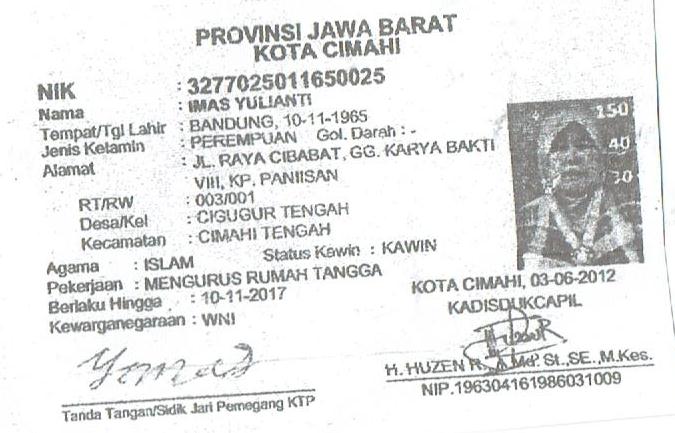 PROVINSI JAWA BARAT
KOTA CIMAHI
NIK : 3277025011650025
Nama : IMAS YULIANTI
Tempat/Tgl Lahir : BANDUNG, 10-11-1965
Jenis Kelamin : PEREMPUAN Gol. Darah : -
Alamat : JL. RAYA CIBABAT, GG. KARYA BAKTI
VIII, KP. PANIISAN
RT/RW : 003/001
Desa/Kel : CIGUGUR TENGAH
Kecamatan : CIMAHI TENGAH
Agama : ISLAM Status Kawin : KAWIN
Pekerjaan : MENGURUS RUMAH TANGGA
Berlaku Hingga : 10-11-2017
Kewarganegaraan : WNI
150
40
30
KOTA CIMAHI, 03-06-2012
KADISDUKCAPIL
H. HUZEN R., Md. St., SE., M.Kes.
NIP. 196304161986031009
Tanda Tangan/Sidik Jari Pemegang KTP